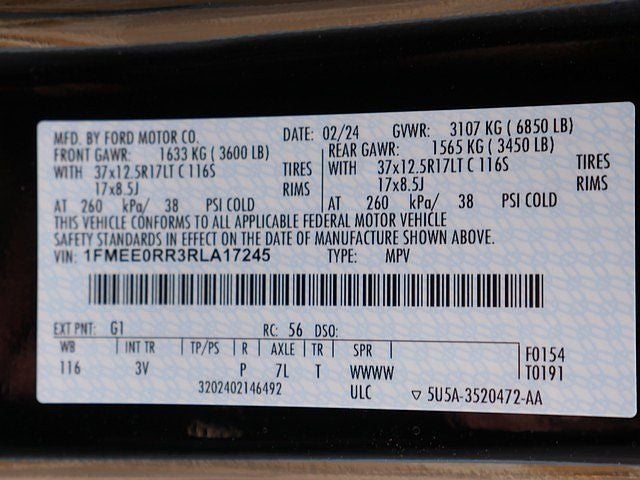 MFD. BY FORD MOTOR CO. DATE: 02/24 GVWR: 3107 KG ( 6850 LB)
FRONT GAWR: 1633 KG ( 3600 LB) REAR GAWR: 1565 KG ( 3450 LB)
WITH 37x12.5R17LT C 116S TIRES WITH 37x12.5R17LT C 116S TIRES
17x8.5J RIMS 17x8.5J RIMS
AT 260 kPa/ 38 PSI COLD AT 260 kPa/ 38 PSI COLD
THIS VEHICLE CONFORMS TO ALL APPLICABLE FEDERAL MOTOR VEHICLE
SAFETY STANDARDS IN EFFECT ON THE DATE OF MANUFACTURE SHOWN ABOVE.
VIN: 1FMEE0RR3RLA17245 TYPE: MPV
EXT PNT: G1 RC: 56 DSO:
WB INT TR TP/PS R AXLE TR SPR F0154
116 3V P 7L T WWWW T0191
3202402146492 ULC 5U5A-3520472-AA